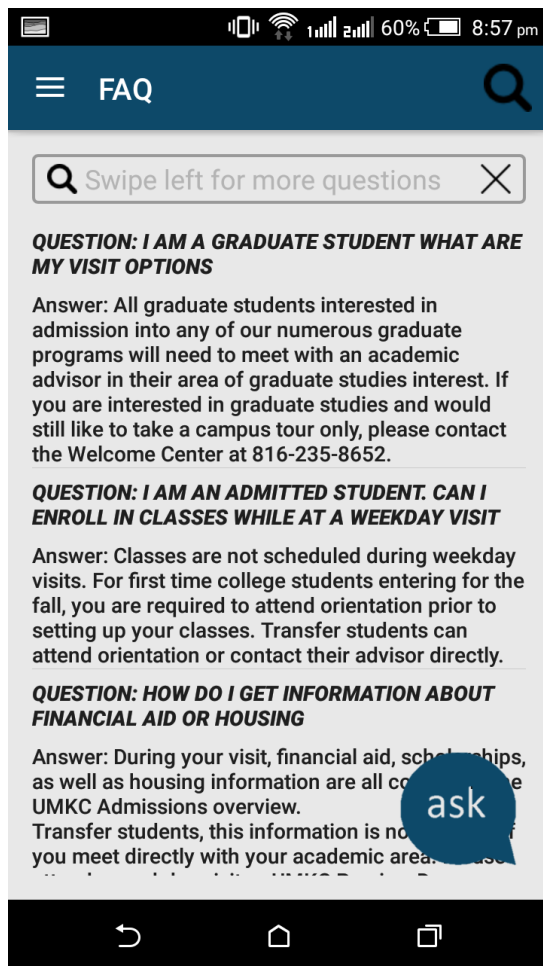 1 2 60% 8:57 pm
FAQ
Swipe left for more questions
QUESTION: I AM A GRADUATE STUDENT WHAT ARE
MY VISIT OPTIONS
Answer: All graduate students interested in
admission into any of our numerous graduate
programs will need to meet with an academic
advisor in their area of graduate studies interest. If
you are interested in graduate studies and would
still like to take a campus tour only, please contact
the Welcome Center at 816-235-8652.
QUESTION: I AM AN ADMITTED STUDENT. CAN I
ENROLL IN CLASSES WHILE AT A WEEKDAY VISIT
Answer: Classes are not scheduled during weekday
visits. For first time college students entering for the
fall, you are required to attend orientation prior to
setting up your classes. Transfer students can
attend orientation or contact their advisor directly.
QUESTION: HOW DO I GET INFORMATION ABOUT
FINANCIAL AID OR HOUSING
Answer: During your visit, financial aid, scholarships,
as well as housing information are all
UMKC Admissions overview.
ask
Transfer students, this information is
you meet directly with your academic area.